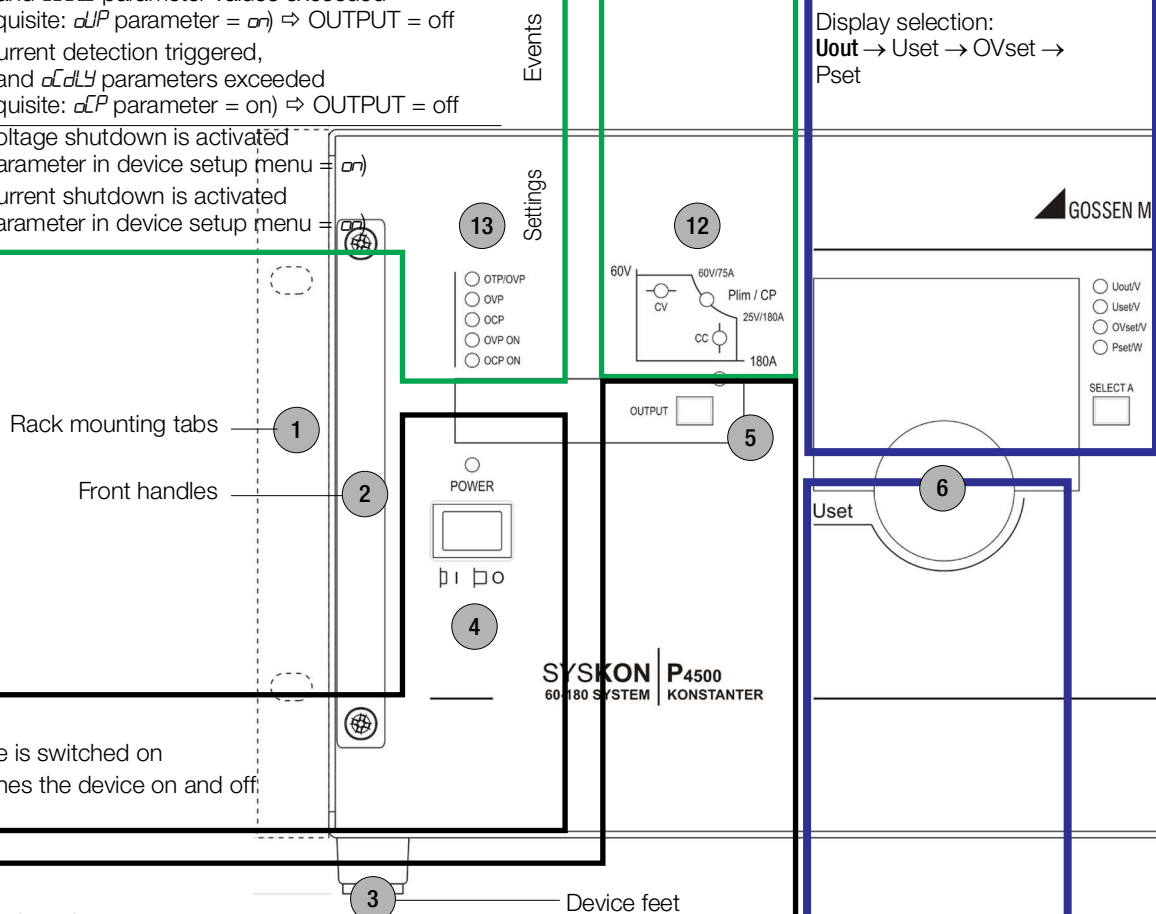 and parameter values exceeded
quisite: oUP parameter = on) ⇨ OUTPUT = off
urrent detection triggered,
and oCdLY parameters exceeded
quisite: oCP parameter = on) ⇨ OUTPUT = off
oltage shutdown is activated
arameter in device setup menu = on)
urrent shutdown is activated
arameter in device setup menu = on)
Events
Settings
Display selection:
Uout → Uset → OVset →
Pset
13
12
GOSSEN M
OTP/OVP
OVP
OCP
OVP ON
OCP ON
60V
60V/75A
CV
Plim / CP
25V/180A
CC
180A
Uout/V
Uset/V
OVset/V
Pset/W
SELECT A
OUTPUT
5
Rack mounting tabs
1
Front handles
2
POWER
I O
4
6
Uset
SYSKON P4500
60-180 SYSTEM KONSTANTER
e is switched on
nes the device on and off
3
Device feet